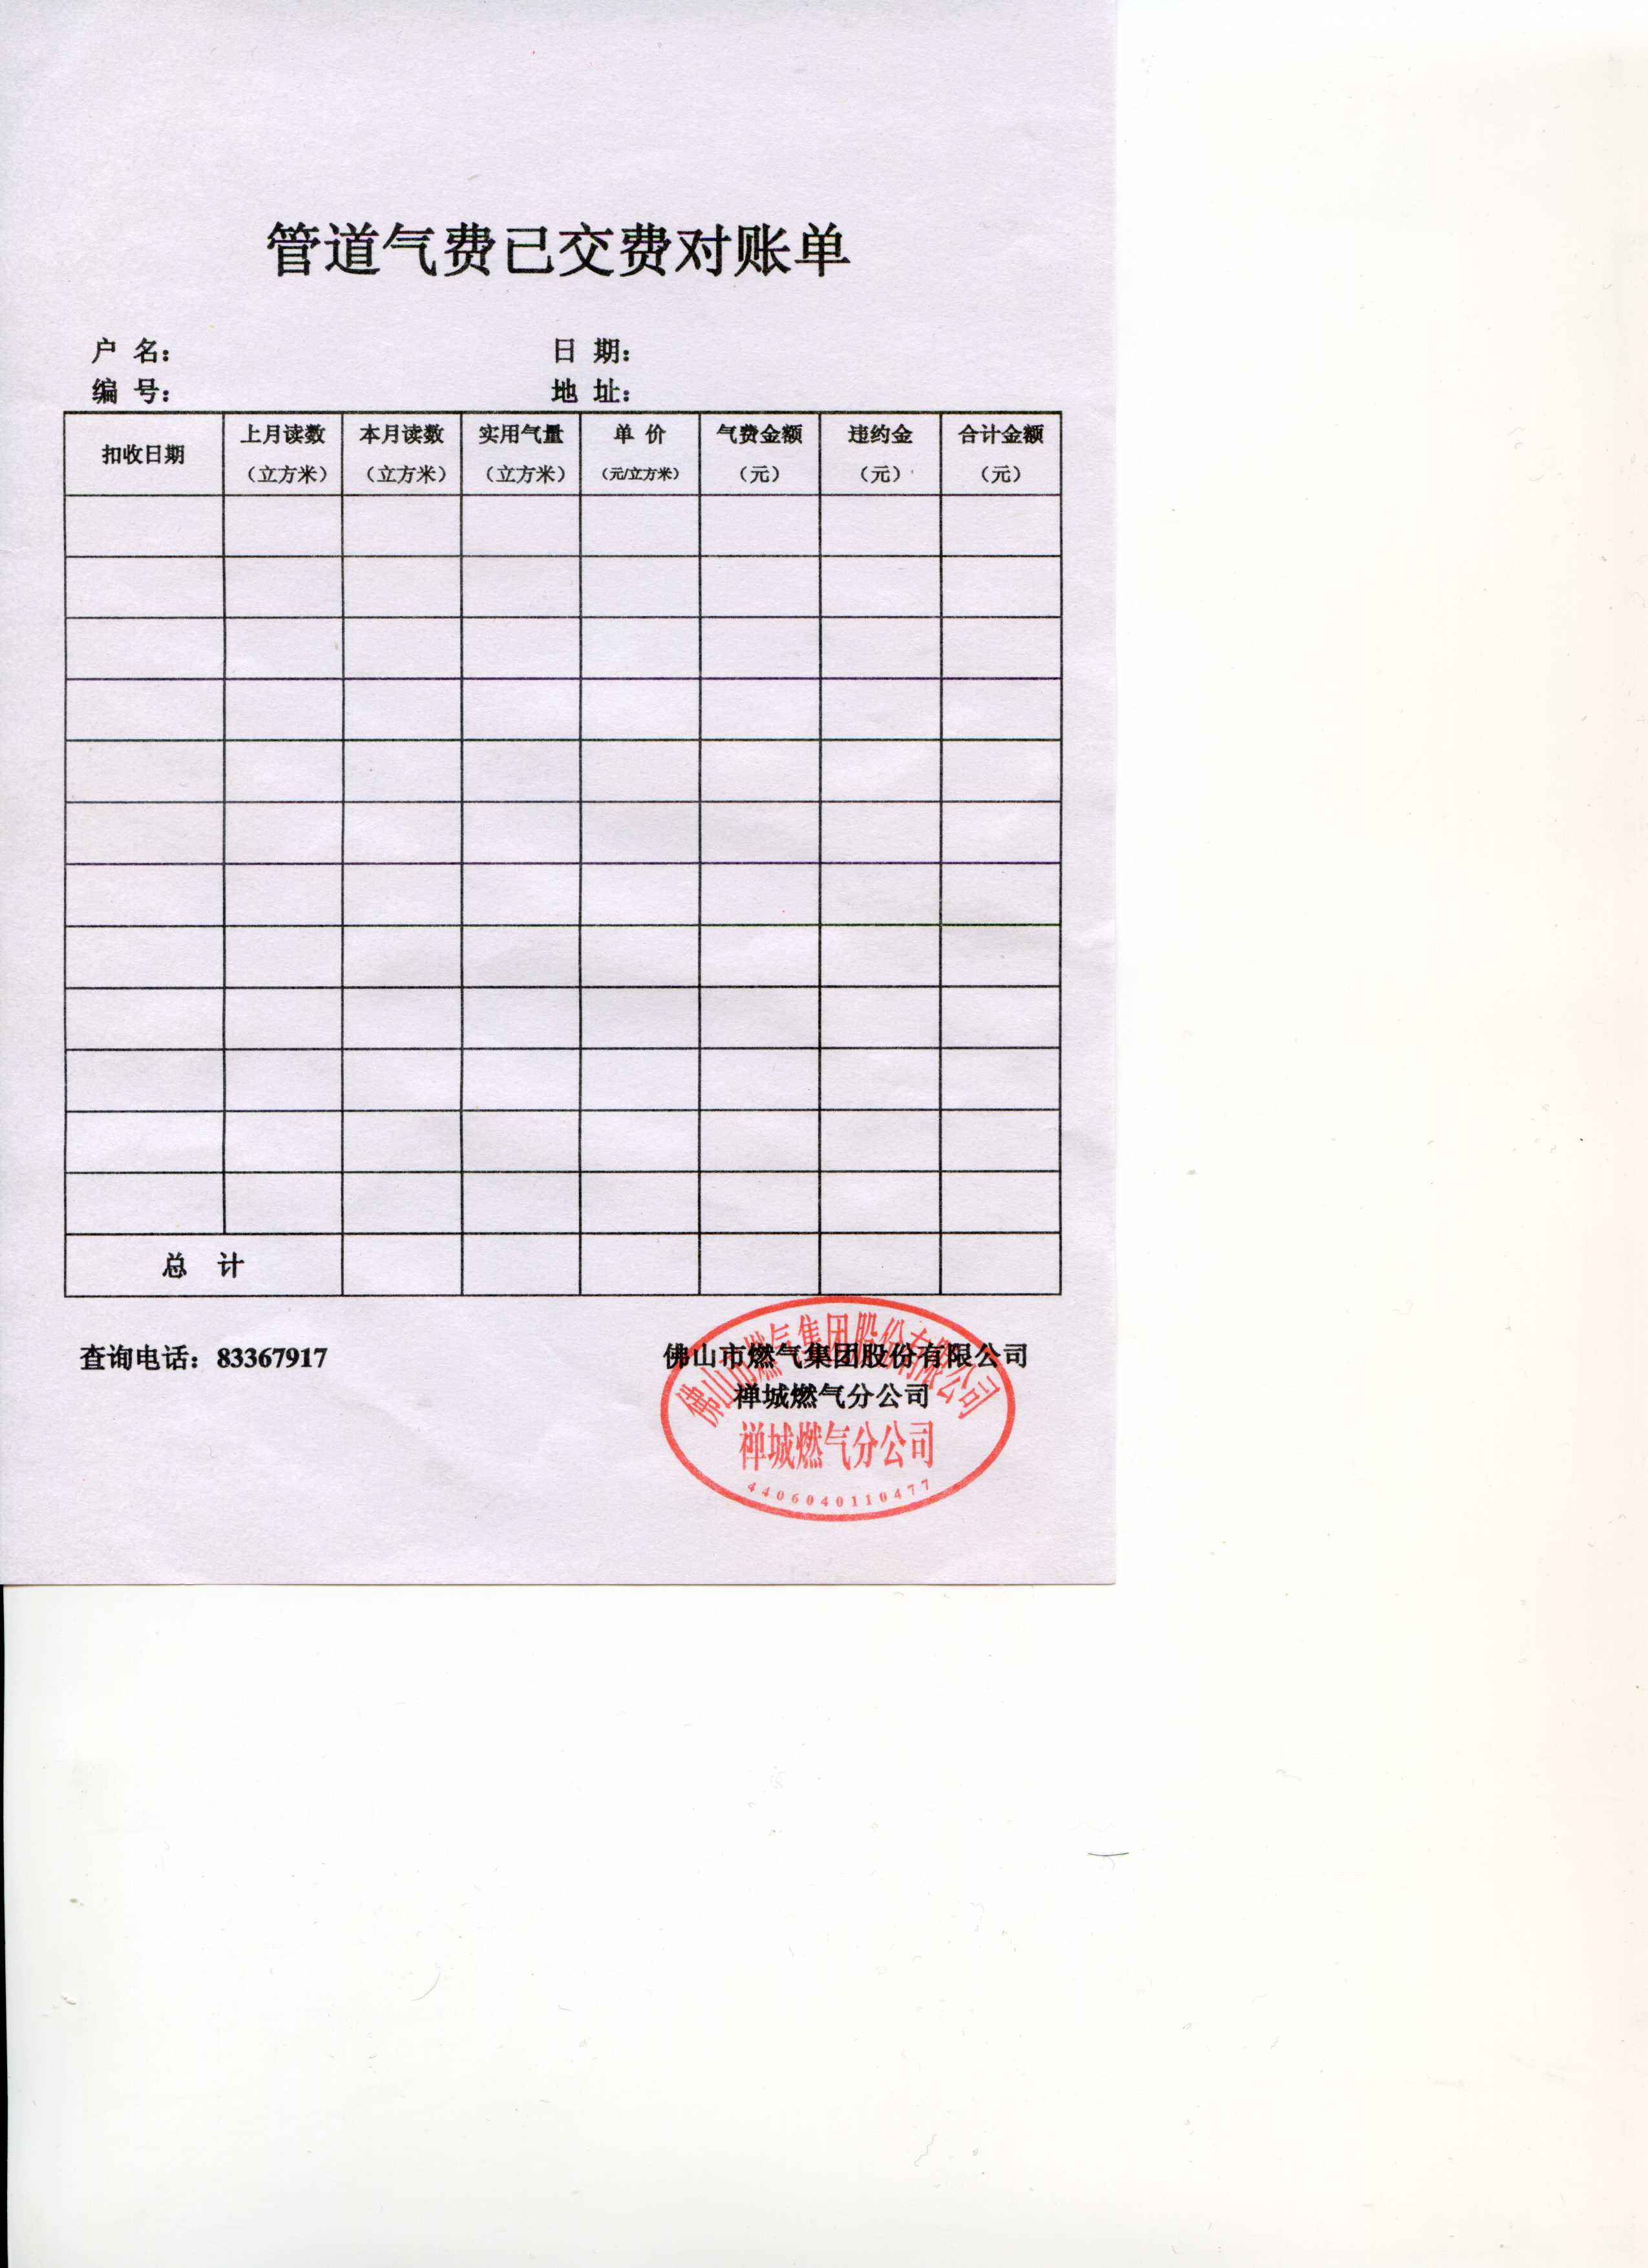 管道气费已交费对账单
户 名： 日 期：
编 号： 地 址：
扣收日期 上月读数 本月读数 实用气量 单 价 气费金额 违约金 合计金额
（立方米） （立方米） （立方米） （元/立方米） （元） （元） （元）
总 计
查询电话：83367917 佛山市燃气集团股份有限公司
禅城燃气分公司
佛山市燃气集团股份有限公司
禅城燃气分公司
4406040110477